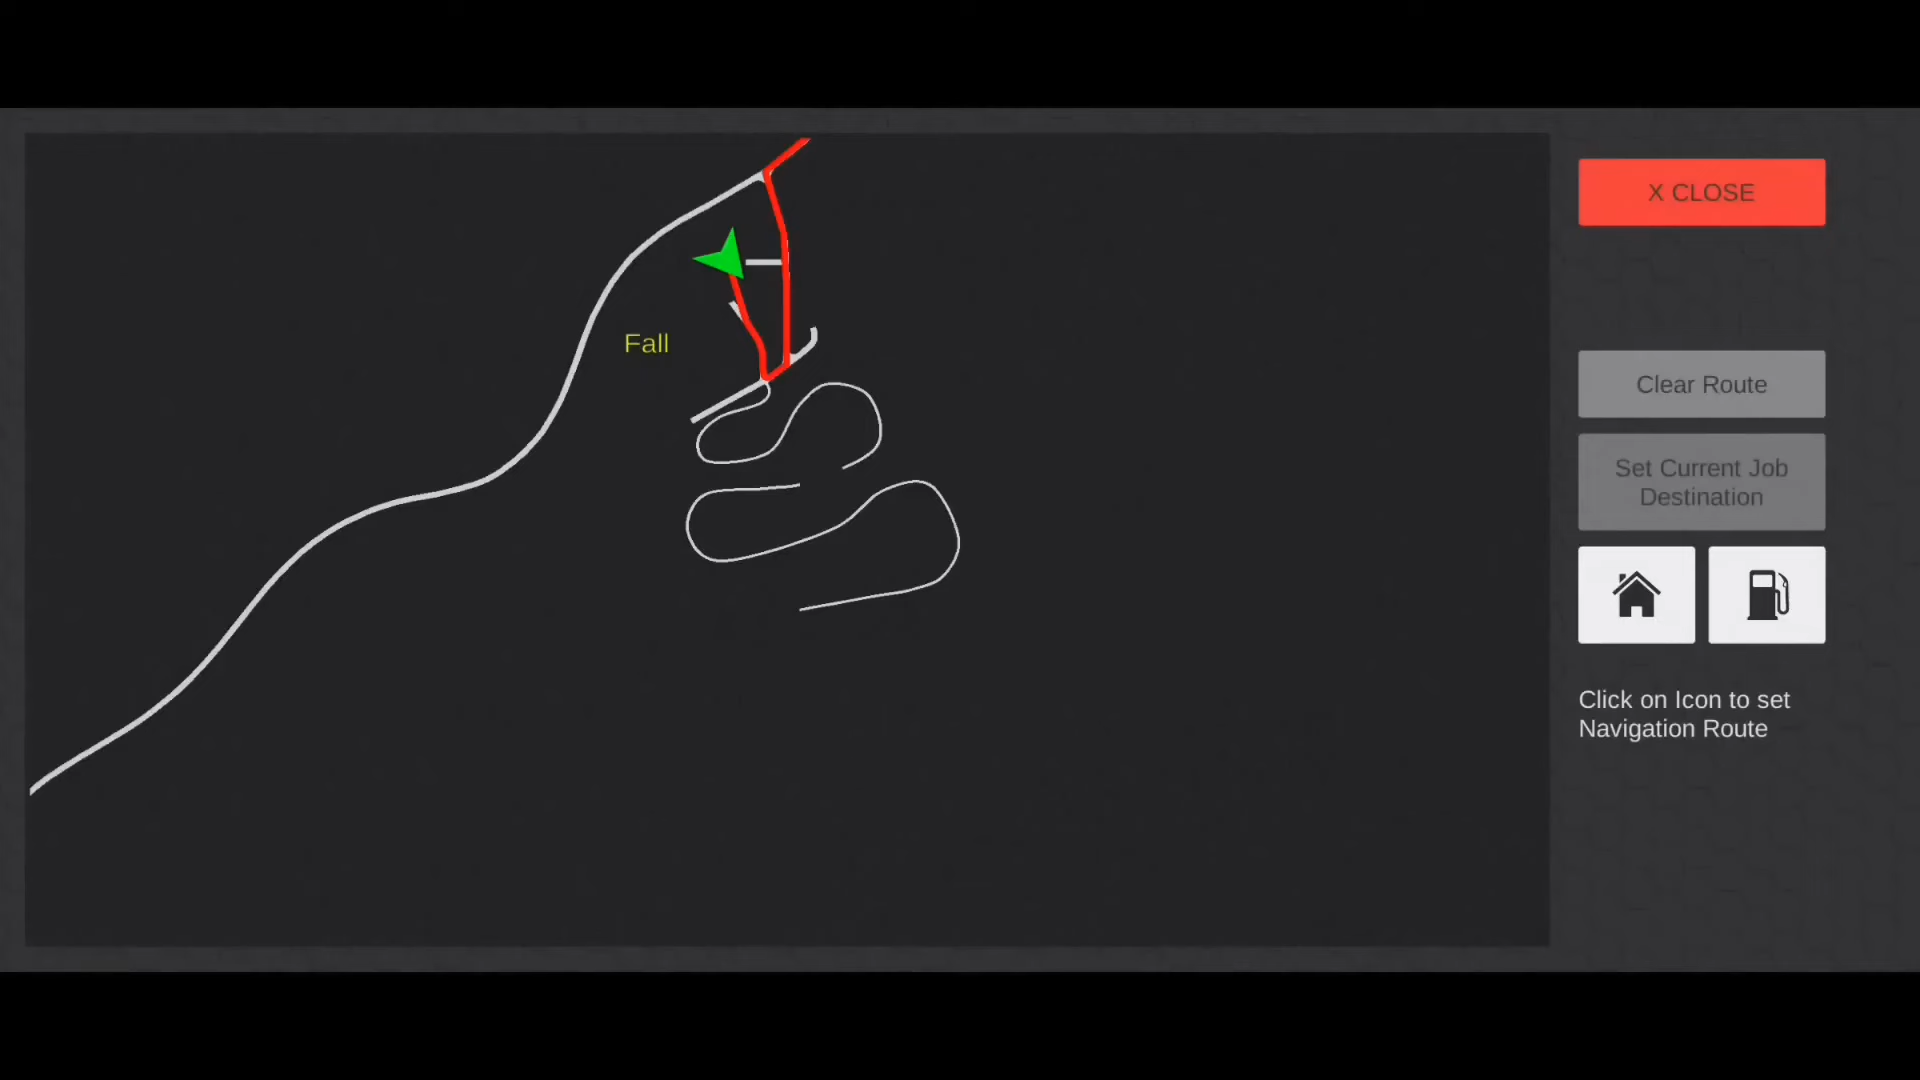 X CLOSE
Fall
Clear Route
Set Current Job
Destination
Click on Icon to set
Navigation Route